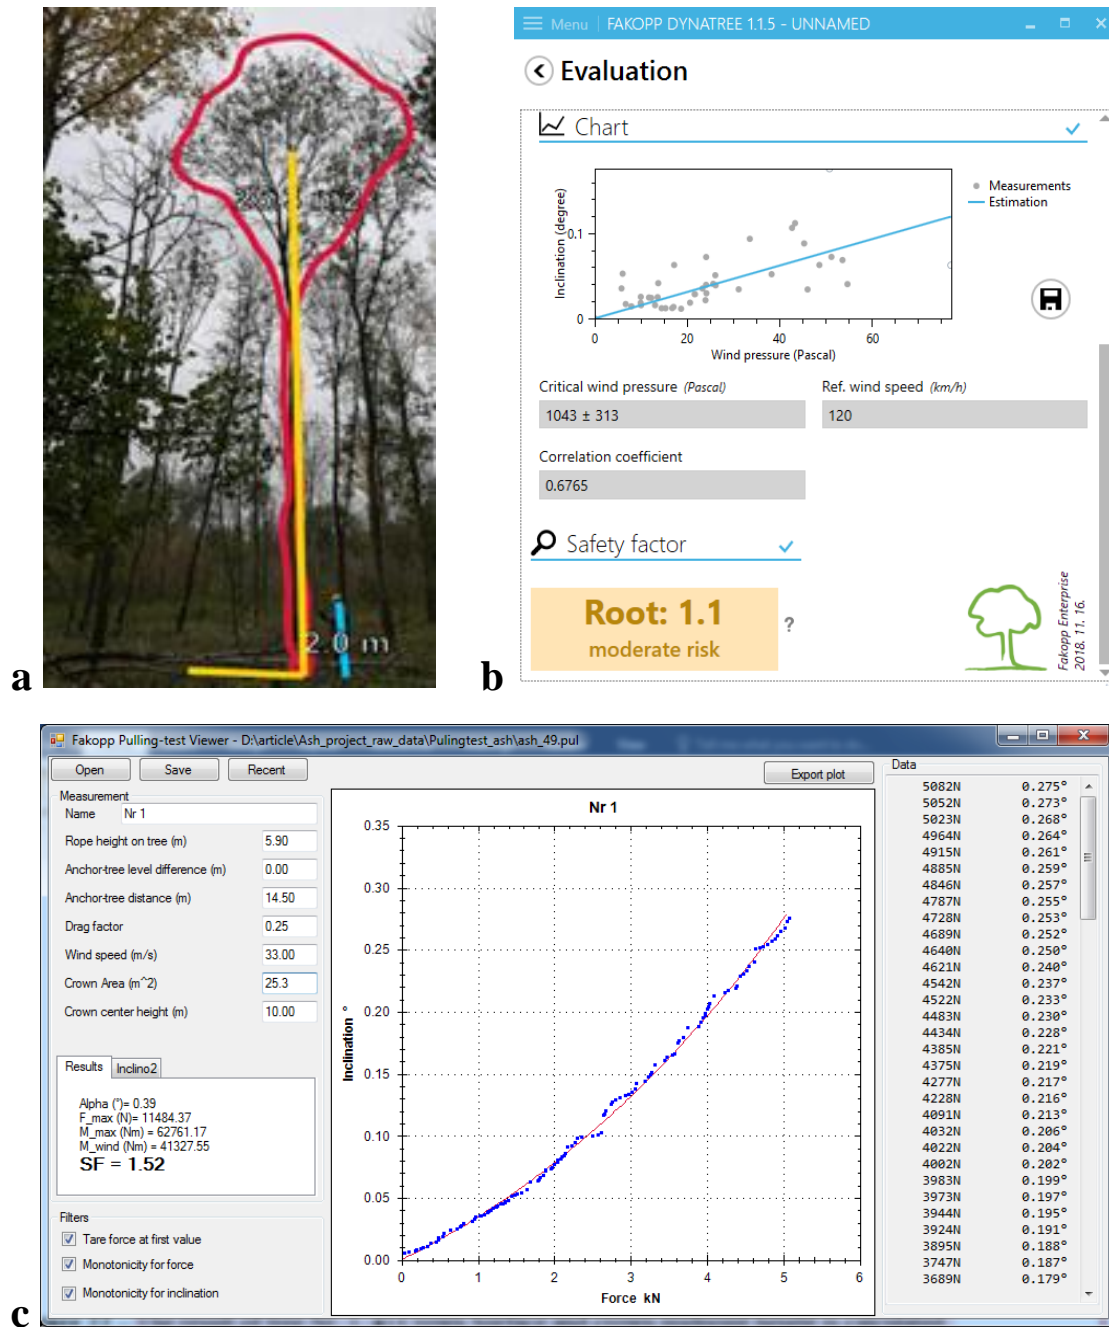 2.0 m
a
Menu | FAKOPP DYNATREE 1.1.5 - UNNAMED
Evaluation
Chart
Inclination (degree)
0.1
0
0 20 40 60
Wind pressure (Pascal)
Measurements
Estimation
Critical wind pressure (Pascal)
Ref. wind speed (km/h)
1043 ± 313
120
Correlation coefficient
0.6765
Safety factor
Root: 1.1
moderate risk
?
Fakopp Enterprise
2018. 11. 16.
b
Fakopp Pulling-test Viewer - D:\article\Ash_project_raw_data\Pulingtest_ash\ash_49.pul
Open Save Recent
Export plot
Measurement
Name Nr 1
Rope height on tree (m) 5.90
Anchor-tree level difference (m) 0.00
Anchor-tree distance (m) 14.50
Drag factor 0.25
Wind speed (m/s) 33.00
Crown Area (m^2) 25.3
Crown center height (m) 10.00
Results Inclino2
Alpha (°)= 0.39
F_max (N)= 11484.37
M_max (Nm) = 62761.17
M_wind (Nm) = 41327.55
SF = 1.52
Filters
Tare force at first value
Monotonicity for force
Monotonicity for inclination
Nr 1
Inclination °
0.35
0.30
0.25
0.20
0.15
0.10
0.05
0.00
0 1 2 3 4 5 6
Force kN
Data
5082N 0.275°
5052N 0.273°
5023N 0.268°
4964N 0.264°
4915N 0.261°
4885N 0.259°
4846N 0.257°
4787N 0.255°
4728N 0.253°
4689N 0.252°
4640N 0.250°
4621N 0.240°
4542N 0.237°
4522N 0.233°
4483N 0.230°
4434N 0.228°
4385N 0.221°
4375N 0.219°
4277N 0.217°
4228N 0.216°
4091N 0.213°
4032N 0.206°
4022N 0.204°
4002N 0.202°
3983N 0.199°
3973N 0.197°
3944N 0.195°
3924N 0.191°
3895N 0.188°
3747N 0.187°
3689N 0.179°
c